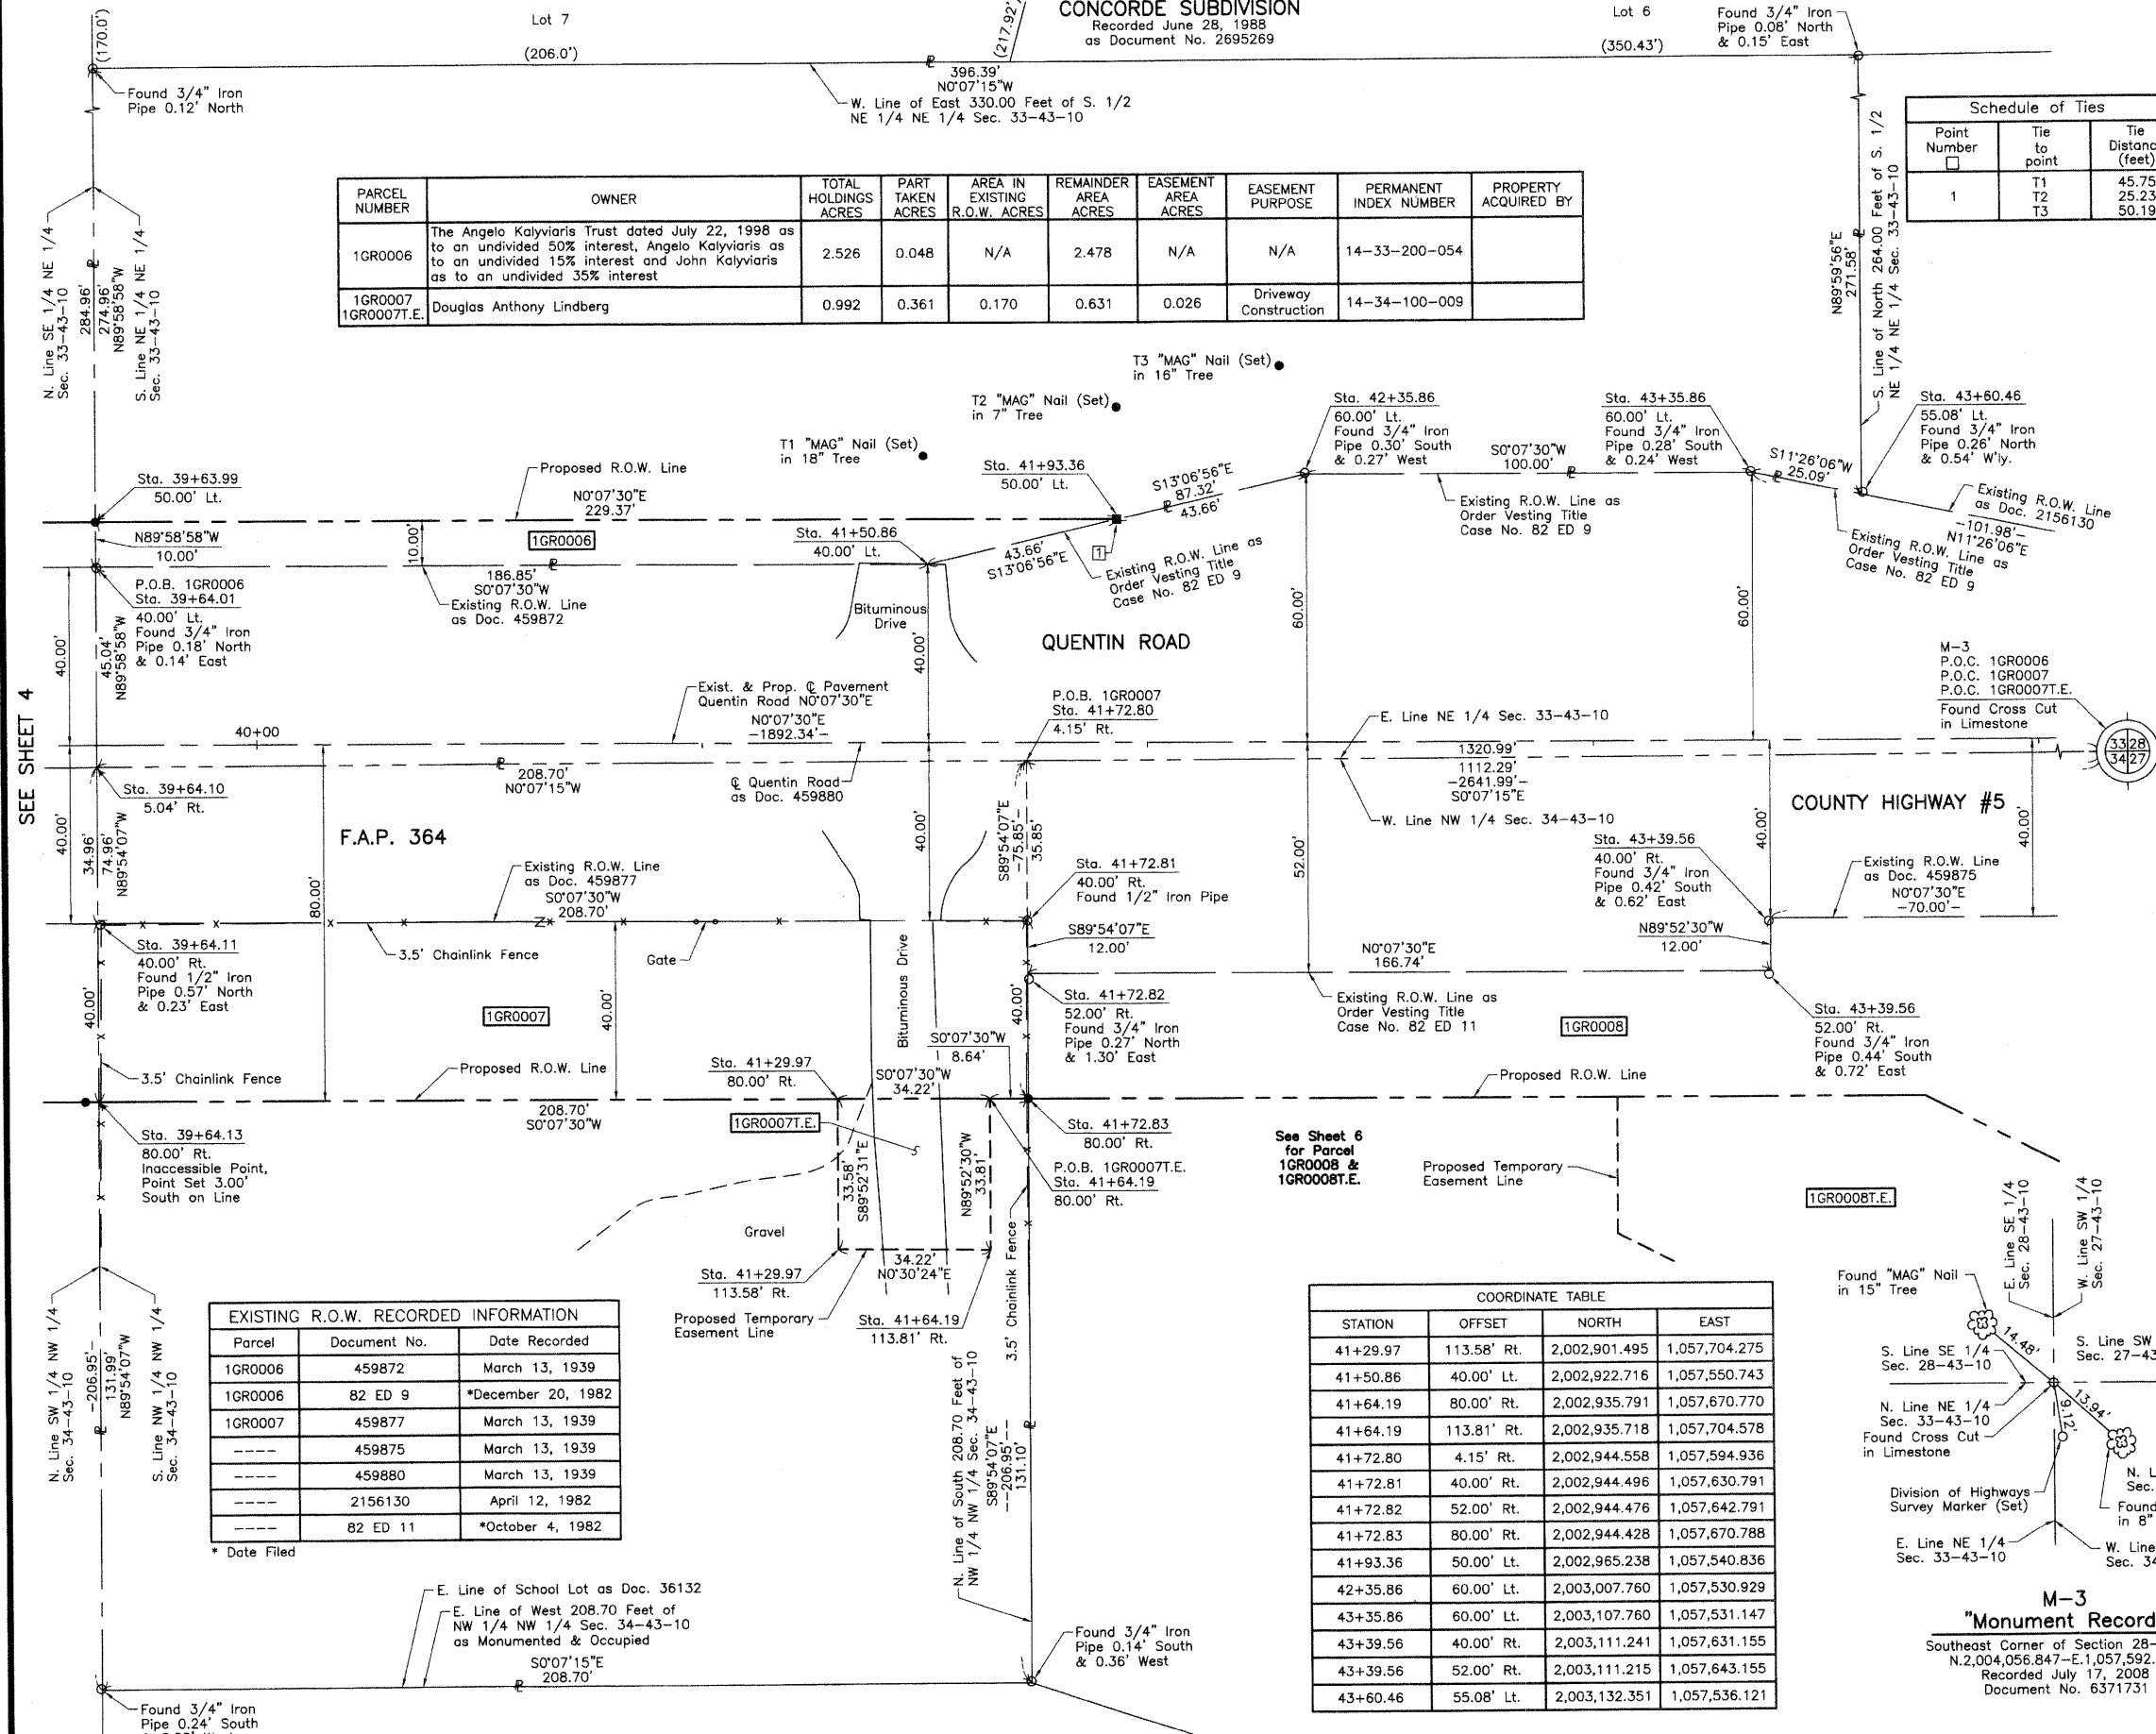 Lot 7
(170.0')
(206.0')
(217.92')
CONCORDE SUBDIVISION
Recorded June 28, 1988
as Document No. 2695269
Lot 6
(350.43')
Found 3/4" Iron
Pipe 0.08' North
& 0.15' East
Found 3/4" Iron
Pipe 0.12' North
396.39'
N0°07'15"W
W. Line of East 330.00 Feet of S. 1/2
NE 1/4 NE 1/4 Sec. 33-43-10
Schedule of Ties
Point Number | Tie to point | Tie (feet)
1 | T1 | 45.75
T2 | 25.23
T3 | 50.19
PARCEL NUMBER | OWNER | TOTAL HOLDINGS ACRES | PART TAKEN ACRES | AREA IN EXISTING R.O.W. ACRES | REMAINDER AREA ACRES | EASEMENT AREA ACRES | EASEMENT PURPOSE | PERMANENT INDEX NUMBER | PROPERTY ACQUIRED BY
1GR0006 | The Angelo Kalyviaris Trust dated July 22, 1998 as
to an undivided 50% interest, Angelo Kalyviaris as
to an undivided 15% interest and John Kalyviaris
as to an undivided 35% interest | 2.526 | 0.048 | N/A | 2.478 | N/A | N/A | 14-33-200-054
1GR0007
1GR0007T.E. | Douglas Anthony Lindberg | 0.992 | 0.361 | 0.170 | 0.631 | 0.026 | Driveway Construction | 14-34-100-009
N. Line SE 1/4 NE 1/4
Sec. 33-43-10
284.96'
274.96'
N89°58'58"W
S. Line NE 1/4 NE 1/4
Sec. 33-43-10
N89°59'56"E
271.58'
S. Line of North 264.00 Feet of S. 1/2
NE 1/4 NE 1/4 Sec. 33-43-10
T3 "MAG" Nail (Set)
in 16" Tree
T2 "MAG" Nail (Set)
in 7" Tree
T1 "MAG" Nail (Set)
in 18" Tree
Sta. 42+35.86
60.00' Lt.
Found 3/4" Iron
Pipe 0.30' South
& 0.27' West
S0°07'30"W
100.00'
Sta. 43+35.86
60.00' Lt.
Found 3/4" Iron
Pipe 0.28' South
& 0.24' West
S11°26'06"W
25.09'
Sta. 43+60.46
55.08' Lt.
Found 3/4" Iron
Pipe 0.26' North
& 0.54' W'ly.
Sta. 39+63.99
50.00' Lt.
Proposed R.O.W. Line
N0°07'30"E
229.37'
Sta. 41+93.36
50.00' Lt.
S13°06'56"E
87.32'
43.66'
Existing R.O.W. Line as
Order Vesting Title
Case No. 82 ED 9
Existing R.O.W. Line
as Doc. 2156130
-101.98'-
N11°26'06"E
Existing R.O.W. Line as
Order Vesting Title
Case No. 82 ED 9
N89°58'58"W
10.00'
10.00'
1GR0006
Sta. 41+50.86
40.00' Lt.
43.66'
S13°06'56"E
1
Existing R.O.W. Line as
Order Vesting Title
Case No. 82 ED 9
P.O.B. 1GR0006
Sta. 39+64.01
40.00' Lt.
Found 3/4" Iron
Pipe 0.18' North
& 0.14' East
186.85'
S0°07'30"W
Existing R.O.W. Line
as Doc. 459872
Bituminous
Drive
QUENTIN ROAD
60.00'
60.00'
40.00'
45.04'
N89°58'58"W
40.00'
M-3
P.O.C. 1GR0006
P.O.C. 1GR0007
P.O.C. 1GR0007T.E.
Found Cross Cut
in Limestone
SEE SHEET 4
Exist. & Prop. ℄ Pavement
Quentin Road N0°07'30"E
N0°07'30"E
-1892.34'-
P.O.B. 1GR0007
Sta. 41+72.80
4.15' Rt.
E. Line NE 1/4 Sec. 33-43-10
40+00
1320.99'
1112.29'
-2641.99'-
S0°07'15"E
33 28
34 27
208.70'
N0°07'15"W
℄ Quentin Road
as Doc. 459880
W. Line NW 1/4 Sec. 34-43-10
COUNTY HIGHWAY #5
Sta. 39+64.10
5.04' Rt.
F.A.P. 364
40.00'
34.96'
74.96'
N89°54'07"W
80.00'
40.00'
S89°54'07"E
-75.85'-
35.85'
52.00'
40.00'
40.00'
Existing R.O.W. Line
as Doc. 459877
S0°07'30"W
208.70'
Sta. 41+72.81
40.00' Rt.
Found 1/2" Iron Pipe
Sta. 43+39.56
40.00' Rt.
Found 3/4" Iron
Pipe 0.42' South
& 0.62' East
Existing R.O.W. Line
as Doc. 459875
N0°07'30"E
-70.00'-
Sta. 39+64.11
40.00' Rt.
Found 1/2" Iron
Pipe 0.57' North
& 0.23' East
3.5' Chainlink Fence
Gate
Bituminous Drive
S89°54'07"E
12.00'
N0°07'30"E
166.74'
N89°52'30"W
12.00'
40.00'
1GR0007
40.00'
40.00'
Sta. 41+72.82
52.00' Rt.
Found 3/4" Iron
Pipe 0.27' North
& 1.30' East
Existing R.O.W. Line as
Order Vesting Title
Case No. 82 ED 11
1GR0008
Sta. 43+39.56
52.00' Rt.
Found 3/4" Iron
Pipe 0.44' South
& 0.72' East
3.5' Chainlink Fence
Proposed R.O.W. Line
Sta. 41+29.97
80.00' Rt.
S0°07'30"W
8.64'
S0°07'30"W
34.22'
Proposed R.O.W. Line
208.70'
S0°07'30"W
1GR0007T.E.
Sta. 39+64.13
80.00' Rt.
Inaccessible Point,
Point Set 3.00'
South on Line
33.58'
S89°52'31"E
N89°52'30"W
33.81'
Sta. 41+72.83
80.00' Rt.
P.O.B. 1GR0007T.E.
Sta. 41+64.19
80.00' Rt.
See Sheet 6
for Parcel
1GR0008 &
1GR0008T.E.
Proposed Temporary
Easement Line
1GR0008T.E.
Gravel
34.22'
N0°30'24"E
Sta. 41+29.97
113.58' Rt.
Proposed Temporary
Easement Line
Sta. 41+64.19
113.81' Rt.
3.5' Chainlink Fence
N. Line SW 1/4 NW 1/4
Sec. 34-43-10
-206.95'-
131.99'
N89°54'07"W
S. Line NW 1/4 NW 1/4
Sec. 34-43-10
EXISTING R.O.W. RECORDED INFORMATION
Parcel | Document No. | Date Recorded
1GR0006 | 459872 | March 13, 1939
1GR0006 | 82 ED 9 | *December 20, 1982
1GR0007 | 459877 | March 13, 1939
---- | 459875 | March 13, 1939
---- | 459880 | March 13, 1939
---- | 2156130 | April 12, 1982
---- | 82 ED 11 | *October 4, 1982
* Date Filed
N. Line of South 208.70 Feet of
NW 1/4 NW 1/4 Sec. 34-43-10
S89°54'07"E
--206.95'--
131.10'
COORDINATE TABLE
STATION | OFFSET | NORTH | EAST
41+29.97 | 113.58' Rt. | 2,002,901.495 | 1,057,704.275
41+50.86 | 40.00' Lt. | 2,002,922.716 | 1,057,550.743
41+64.19 | 80.00' Rt. | 2,002,935.791 | 1,057,670.770
41+64.19 | 113.81' Rt. | 2,002,935.718 | 1,057,704.578
41+72.80 | 4.15' Rt. | 2,002,944.558 | 1,057,594.936
41+72.81 | 40.00' Rt. | 2,002,944.496 | 1,057,630.791
41+72.82 | 52.00' Rt. | 2,002,944.476 | 1,057,642.791
41+72.83 | 80.00' Rt. | 2,002,944.428 | 1,057,670.788
41+93.36 | 50.00' Lt. | 2,002,965.238 | 1,057,540.836
42+35.86 | 60.00' Lt. | 2,003,007.760 | 1,057,530.929
43+35.86 | 60.00' Lt. | 2,003,107.760 | 1,057,531.147
43+39.56 | 40.00' Rt. | 2,003,111.241 | 1,057,631.155
43+39.56 | 52.00' Rt. | 2,003,111.215 | 1,057,643.155
43+60.46 | 55.08' Lt. | 2,003,132.351 | 1,057,536.121
E. Line SE 1/4
Sec. 28-43-10
W. Line SW 1/4
Sec. 27-43-10
Found "MAG" Nail
in 15" Tree
14.48'
S. Line SE 1/4
Sec. 28-43-10
S. Line SW
Sec. 27-43
N. Line NE 1/4
Sec. 33-43-10
Found Cross Cut
in Limestone
9.12'
13.94'
Division of Highways
Survey Marker (Set)
N. L
Sec.
Found
in 8"
E. Line NE 1/4
Sec. 33-43-10
W. Line
Sec. 34
M-3
"Monument Record
Southeast Corner of Section 28-
N.2,004,056.847-E.1,057,592.
Recorded July 17, 2008
Document No. 6371731
E. Line of School Lot as Doc. 36132
E. Line of West 208.70 Feet of
NW 1/4 NW 1/4 Sec. 34-43-10
as Monumented & Occupied
S0°07'15"E
208.70'
Found 3/4" Iron
Pipe 0.14' South
& 0.36' West
Found 3/4" Iron
Pipe 0.24' South